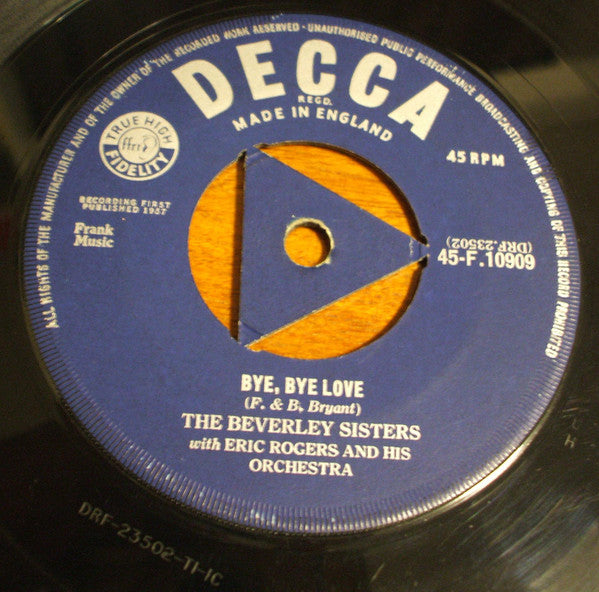 ALL RIGHTS OF THE MANUFACTURER AND OF THE OWNER OF THE RECORDED WORK RESERVED · UNAUTHORISED PUBLIC PERFORMANCE BROADCASTING AND COPYING OF THIS RECORD PROHIBITED
DECCA
REGD.
MADE IN ENGLAND
TRUE HIGH
ffrr
FIDELITY
45 RPM
RECORDING FIRST
PUBLISHED 1957
Frank
Music
(DRF.23502)
45-F.10909
BYE, BYE LOVE
(F. & B. Bryant)
THE BEVERLEY SISTERS
with ERIC ROGERS AND HIS
ORCHESTRA
DRF-23502-T1-1C